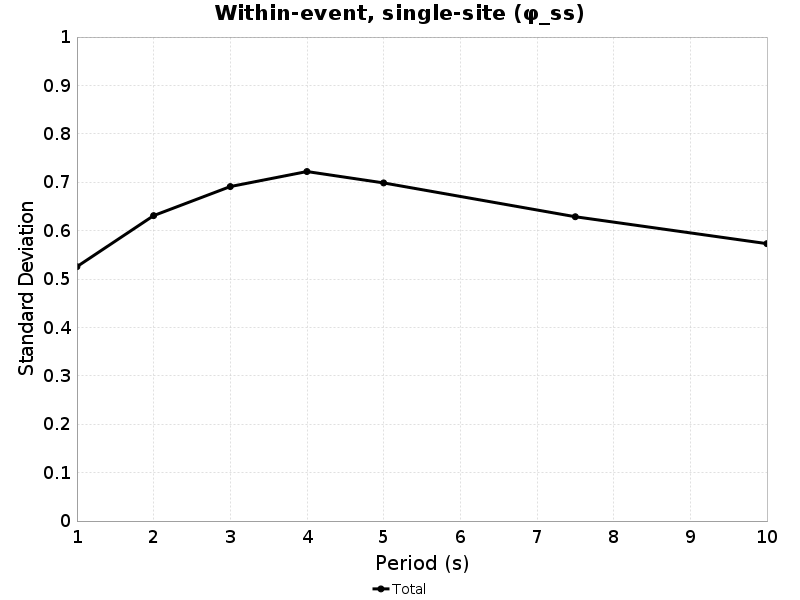 Within-event, single-site (φ_ss)
1
0.9
0.8
0.7
0.6
0.5
0.4
0.3
0.2
0.1
0
Standard Deviation
1 2 3 4 5 6 7 8 9 10
Period (s)
Total